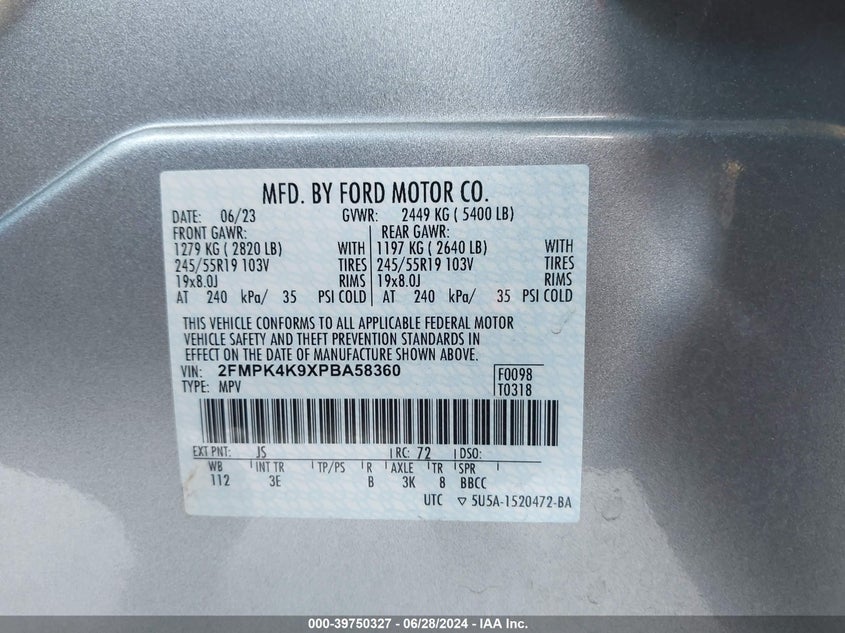 MFD. BY FORD MOTOR CO.
DATE: 06/23 GVWR: 2449 KG ( 5400 LB)
FRONT GAWR: REAR GAWR:
1279 KG ( 2820 LB) WITH 1197 KG ( 2640 LB) WITH
245/55R19 103V TIRES 245/55R19 103V TIRES
19x8.0J RIMS 19x8.0J RIMS
AT 240 kPa/ 35 PSI COLD AT 240 kPa/ 35 PSI COLD
THIS VEHICLE CONFORMS TO ALL APPLICABLE FEDERAL MOTOR
VEHICLE SAFETY AND THEFT PREVENTION STANDARDS IN
EFFECT ON THE DATE OF MANUFACTURE SHOWN ABOVE.
VIN: 2FMPK4K9XPBA58360 F0098
TYPE: MPV T0318
EXT PNT: JS RC: 72 DSO:
WB INT TR TP/PS R AXLE TR SPR
112 3E B 3K 8 BBCC
UTC ▽ 5U5A-1520472-BA
000-39750327 - 06/28/2024 - IAA Inc.